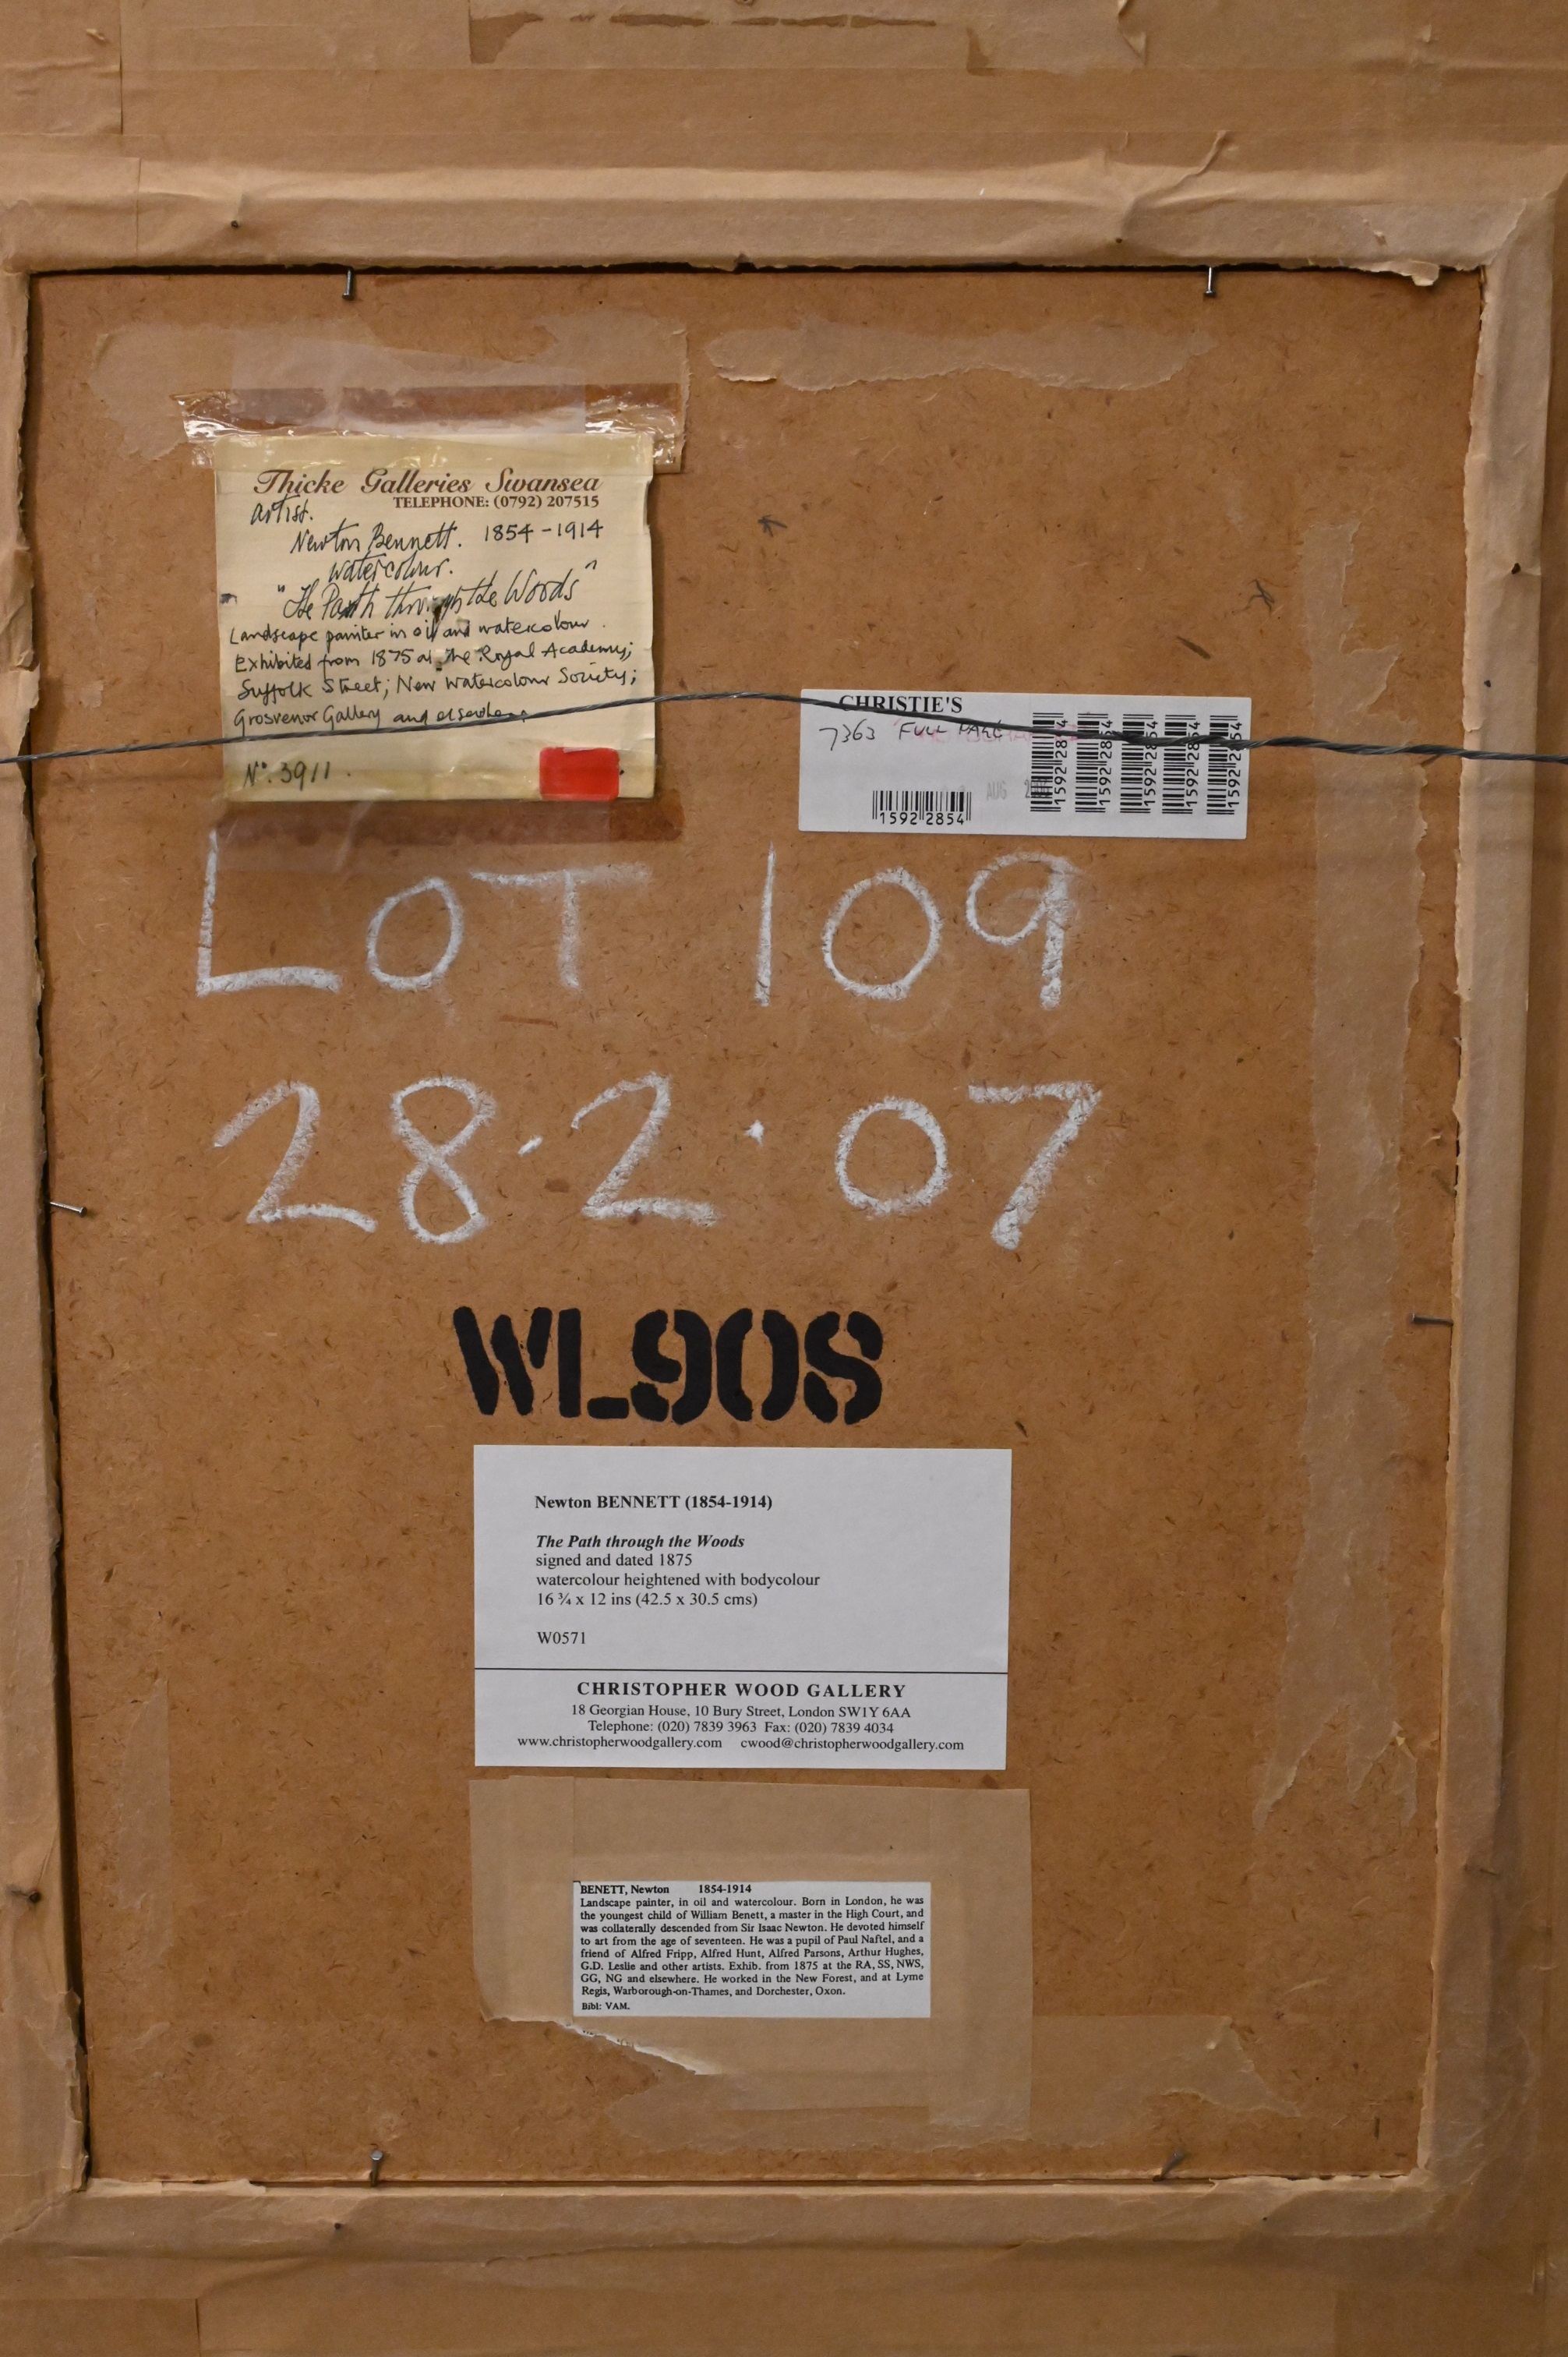 Thicke Galleries Swansea
TELEPHONE: (0792) 207515
Artist.
Newton Bennett. 1854-1914
watercolour.
"The Path through the Woods"
Landscape painter in oil and watercolour.
Exhibited from 1875 at the Royal Academy;
Suffolk Street; New Watercolour Society;
Grosvenor Gallery and elsewhere
No. 3911.
CHRISTIE'S
7363 FULL PAGE
AUG
15922854
15922854
15922854
15922854
15922854
15922854
LOT 109
28·2·07
WL90S
Newton BENNETT (1854-1914)
The Path through the Woods
signed and dated 1875
watercolour heightened with bodycolour
16 ¾ x 12 ins (42.5 x 30.5 cms)
W0571
CHRISTOPHER WOOD GALLERY
18 Georgian House, 10 Bury Street, London SW1Y 6AA
Telephone: (020) 7839 3963 Fax: (020) 7839 4034
www.christopherwoodgallery.com cwood@christopherwoodgallery.com
BENETT, Newton 1854-1914
Landscape painter, in oil and watercolour. Born in London, he was
the youngest child of William Benett, a master in the High Court, and
was collaterally descended from Sir Isaac Newton. He devoted himself
to art from the age of seventeen. He was a pupil of Paul Naftel, and a
friend of Alfred Fripp, Alfred Hunt, Alfred Parsons, Arthur Hughes,
G.D. Leslie and other artists. Exhib. from 1875 at the RA, SS, NWS,
GG, NG and elsewhere. He worked in the New Forest, and at Lyme
Regis, Warborough-on-Thames, and Dorchester, Oxon.
Bibl: VAM.